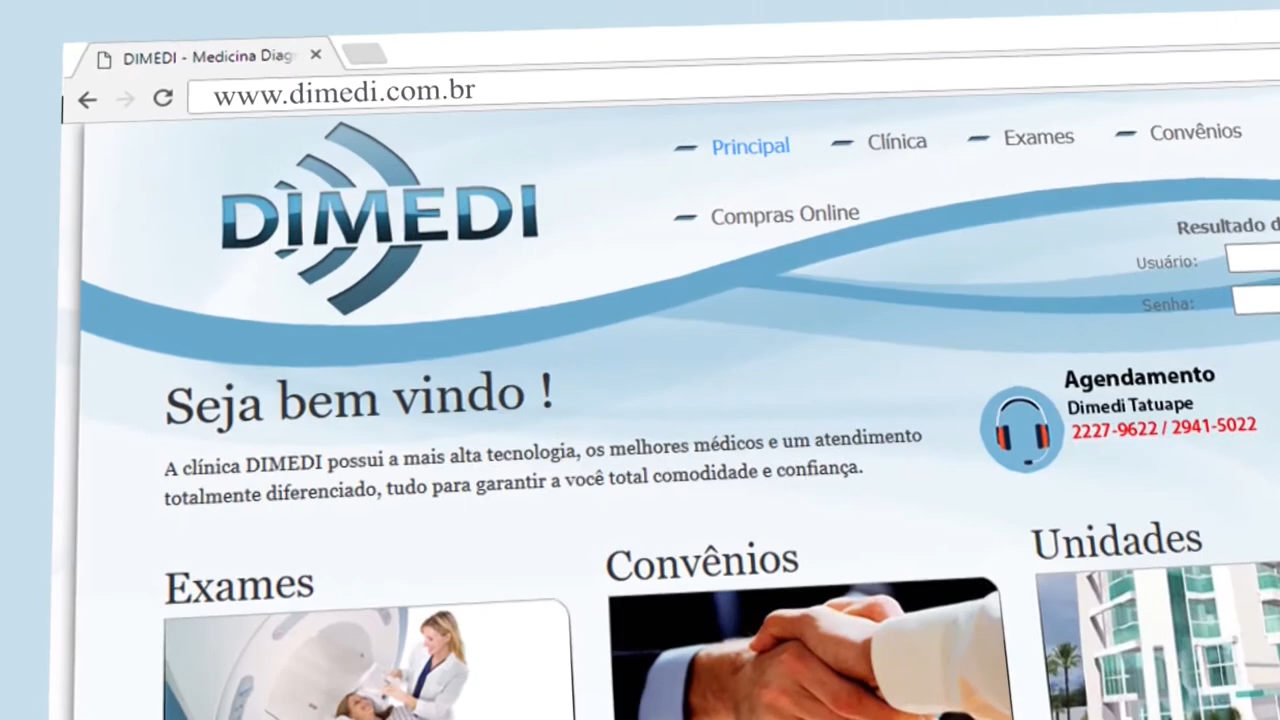 DIMEDI - Medicina Diag
www.dimedi.com.br
DIMEDI
Principal
Clínica
Exames
Convênios
Compras Online
Resultado d
Usuário:
Senha:
Seja bem vindo !
A clínica DIMEDI possui a mais alta tecnologia, os melhores médicos e um atendimento
totalmente diferenciado, tudo para garantir a você total comodidade e confiança.
Agendamento
Dimedi Tatuape
2227-9622 / 2941-5022
Exames
Convênios
Unidades